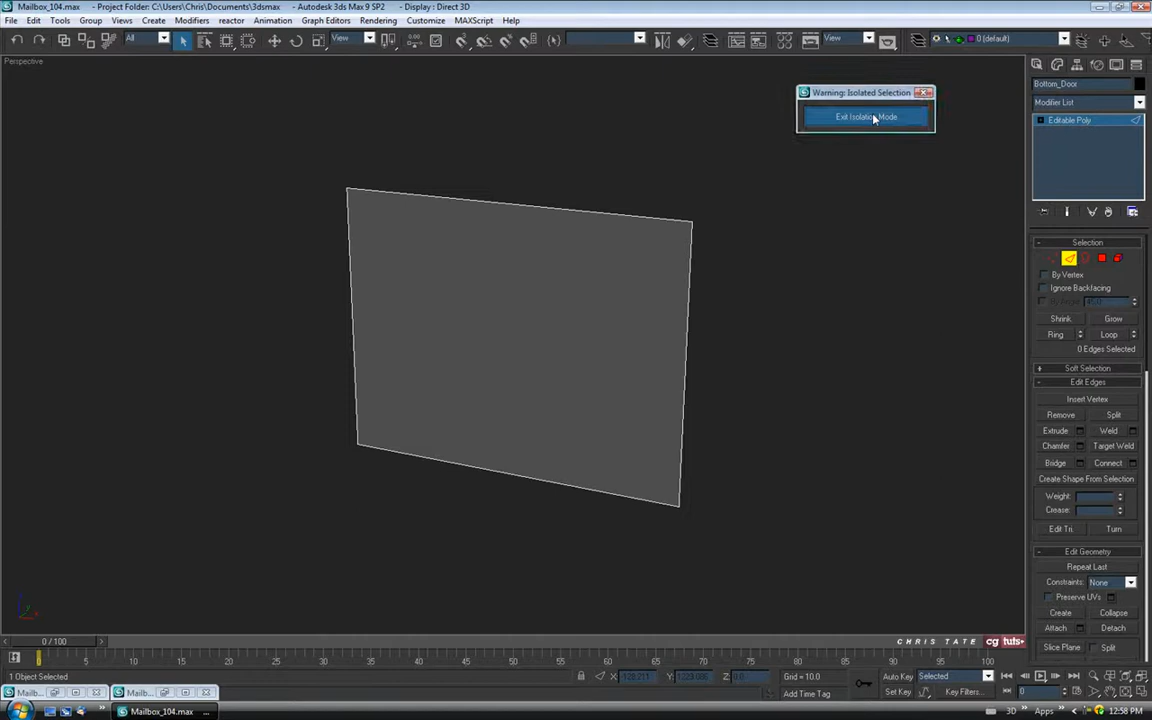 Mailbox_104.max - Project Folder: C:\Users\Chris\Documents\3dsmax - Autodesk 3ds Max 9 SP2 - Display : Direct 3D
File Edit Tools Group Views Create Modifiers reactor Animation Graph Editors Rendering Customize MAXScript Help
All View View 0 (default)
Perspective
Warning: Isolated Selection
Exit Isolation Mode
Bottom_Door
Modifier List
Editable Poly
Selection
By Vertex
Ignore Backfacing
Shrink Grow
Ring Loop
0 Edges Selected
Soft Selection
Edit Edges
Insert Vertex
Remove Split
Extrude Weld
Chamfer Target Weld
Bridge Connect
Create Shape From Selection
Weight:
Crease:
Edit Tri. Turn
Edit Geometry
Repeat Last
Constraints: None
Preserve UVs
Create Collapse
Attach Detach
Slice Plane Split
CHRIS TATE cg tuts+
0 / 100
0 5 10 15 20 25 30 35 40 45 50 55 60 65 70 75 80 85 90 95 100
1 Object Selected X: Y: Z: 0.0 Grid = 10.0 Auto Key Selected
Add Time Tag Set Key Key Filters... 0
Mailb... Mailb...
Mailbox_104.max ... 3D Apps 12:58 PM